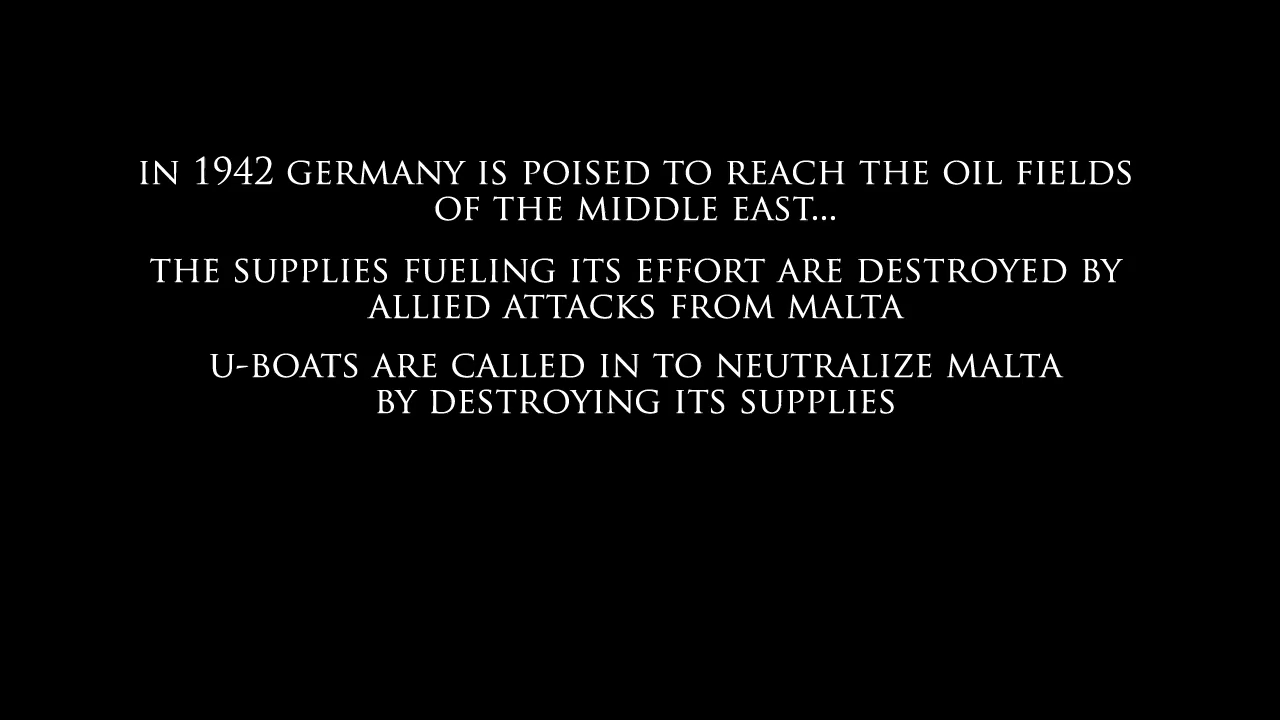 IN 1942 GERMANY IS POISED TO REACH THE OIL FIELDS
OF THE MIDDLE EAST...
THE SUPPLIES FUELING ITS EFFORT ARE DESTROYED BY
ALLIED ATTACKS FROM MALTA
U-BOATS ARE CALLED IN TO NEUTRALIZE MALTA
BY DESTROYING ITS SUPPLIES